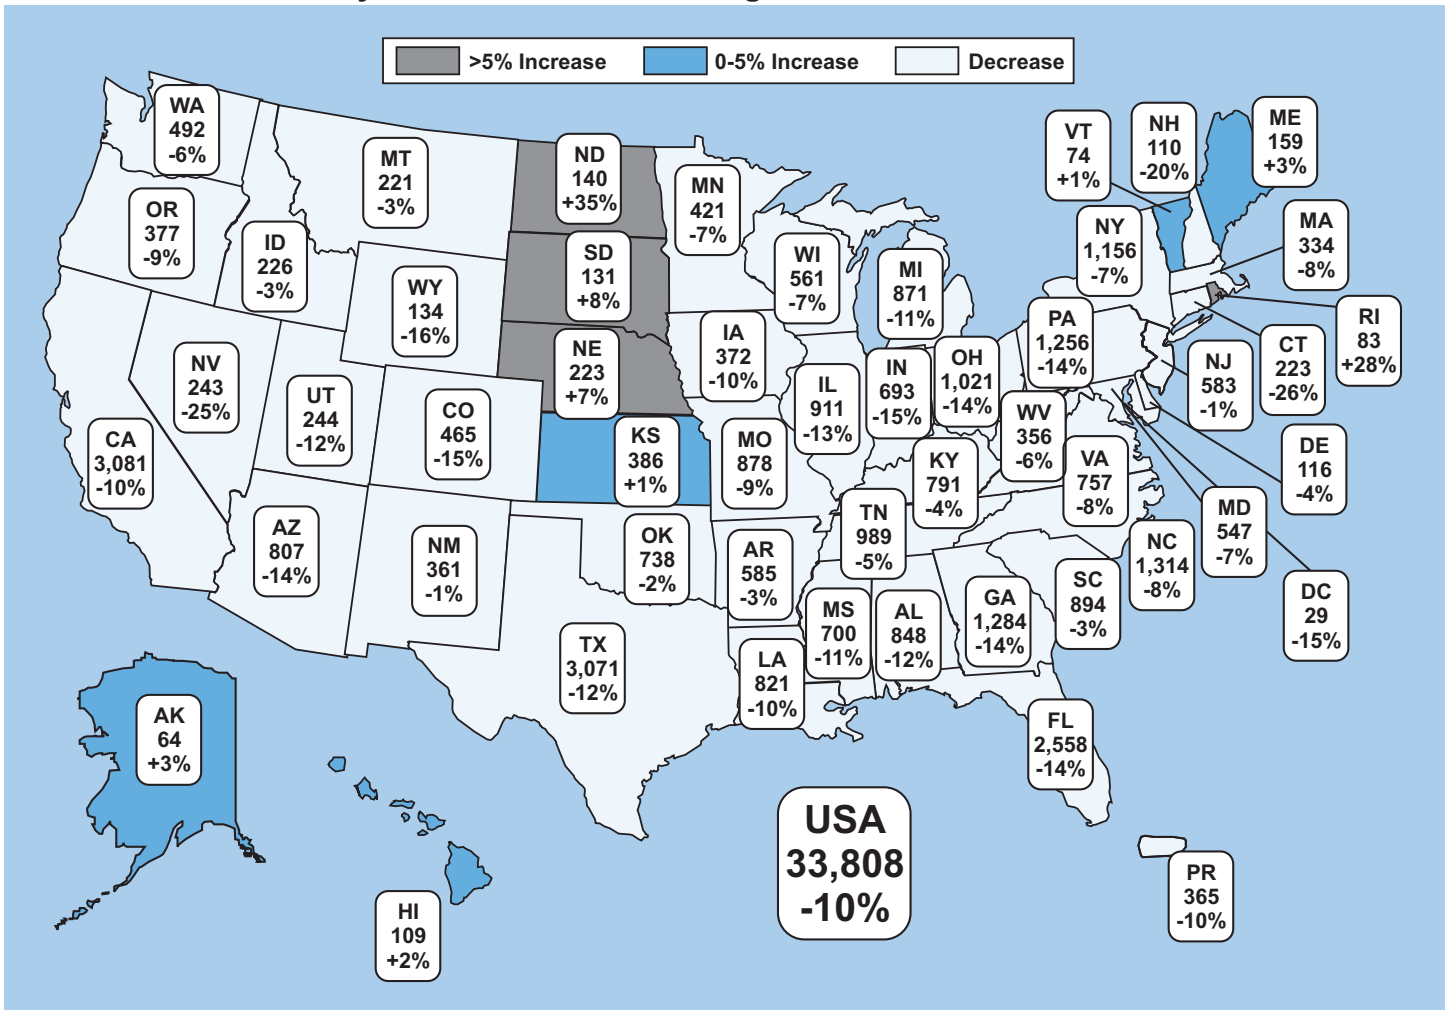 >5% Increase
0-5% Increase
Decrease
WA
492
-6%
MT
221
-3%
ND
140
+35%
MN
421
-7%
VT
74
+1%
NH
110
-20%
ME
159
+3%
OR
377
-9%
ID
226
-3%
SD
131
+8%
WI
561
-7%
MI
871
-11%
NY
1,156
-7%
MA
334
-8%
WY
134
-16%
NE
223
+7%
IA
372
-10%
IL
911
-13%
IN
693
-15%
OH
1,021
-14%
PA
1,256
-14%
NJ
583
-1%
CT
223
-26%
RI
83
+28%
NV
243
-25%
UT
244
-12%
CO
465
-15%
CA
3,081
-10%
KS
386
+1%
MO
878
-9%
KY
791
-4%
WV
356
-6%
VA
757
-8%
DE
116
-4%
MD
547
-7%
AZ
807
-14%
NM
361
-1%
OK
738
-2%
AR
585
-3%
TN
989
-5%
NC
1,314
-8%
SC
894
-3%
DC
29
-15%
TX
3,071
-12%
LA
821
-10%
MS
700
-11%
AL
848
-12%
GA
1,284
-14%
FL
2,558
-14%
AK
64
+3%
HI
109
+2%
USA
33,808
-10%
PR
365
-10%